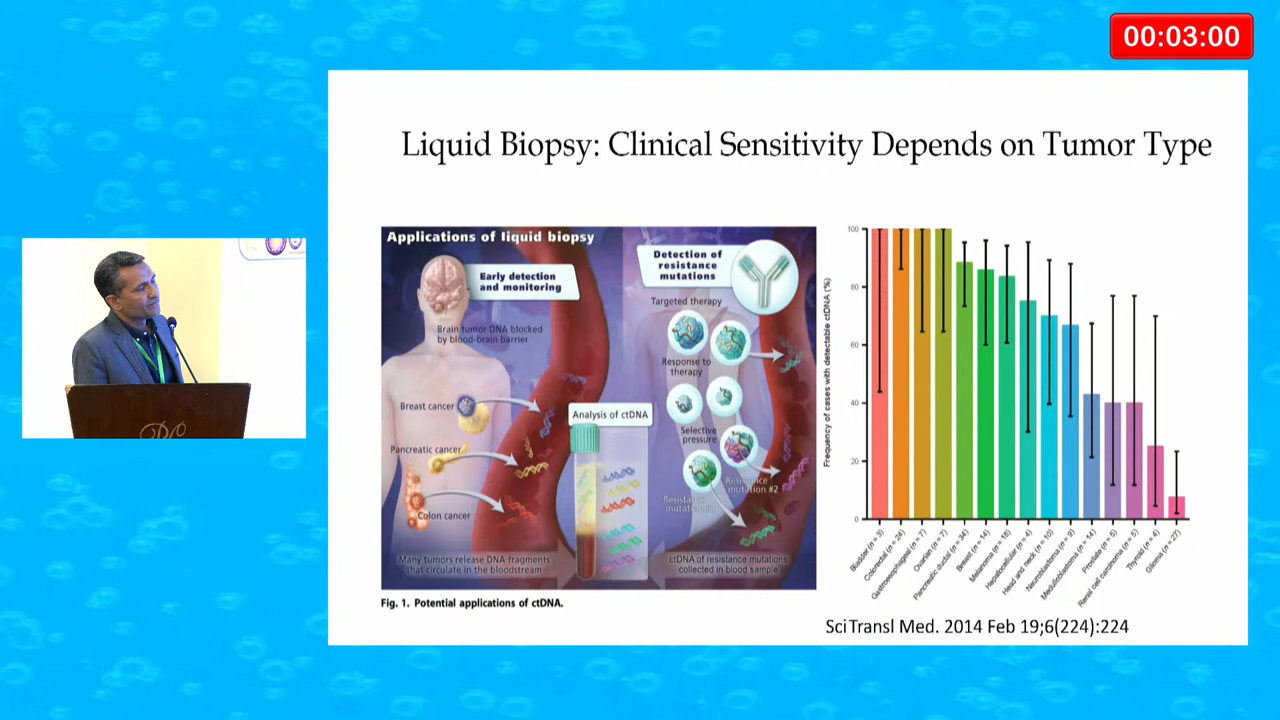 00:03:00
Liquid Biopsy: Clinical Sensitivity Depends on Tumor Type
Applications of liquid biopsy
Early detection
and monitoring
Brain tumor DNA blocked
by blood-brain barrier
Breast cancer
Pancreatic cancer
Colon cancer
Many tumors release DNA fragments
that circulate in the bloodstream
Analysis of ctDNA
Detection of
resistance
mutations
Targeted therapy
Response to
therapy
Selective
pressure
Resistance
mutation #2
Resistance
mutation
ctDNA of resistance mutations
collected in blood sample
Fig. 1. Potential applications of ctDNA.
Frequency of cases with detectable ctDNA (%)
100
80
60
40
20
0
Bladder (n = 3)
Colorectal (n = 24)
Gastroesophageal (n = 7)
Ovarian (n = 7)
Pancreatic ductal (n = 34)
Breast (n = 14)
Melanoma (n = 18)
Hepatocellular (n = 4)
Head and neck (n = 10)
Neuroblastoma (n = 9)
Medulloblastoma (n = 14)
Prostate (n = 5)
Renal cell carcinoma (n = 5)
Thyroid (n = 4)
Glioma (n = 27)
Sci Transl Med. 2014 Feb 19;6(224):224